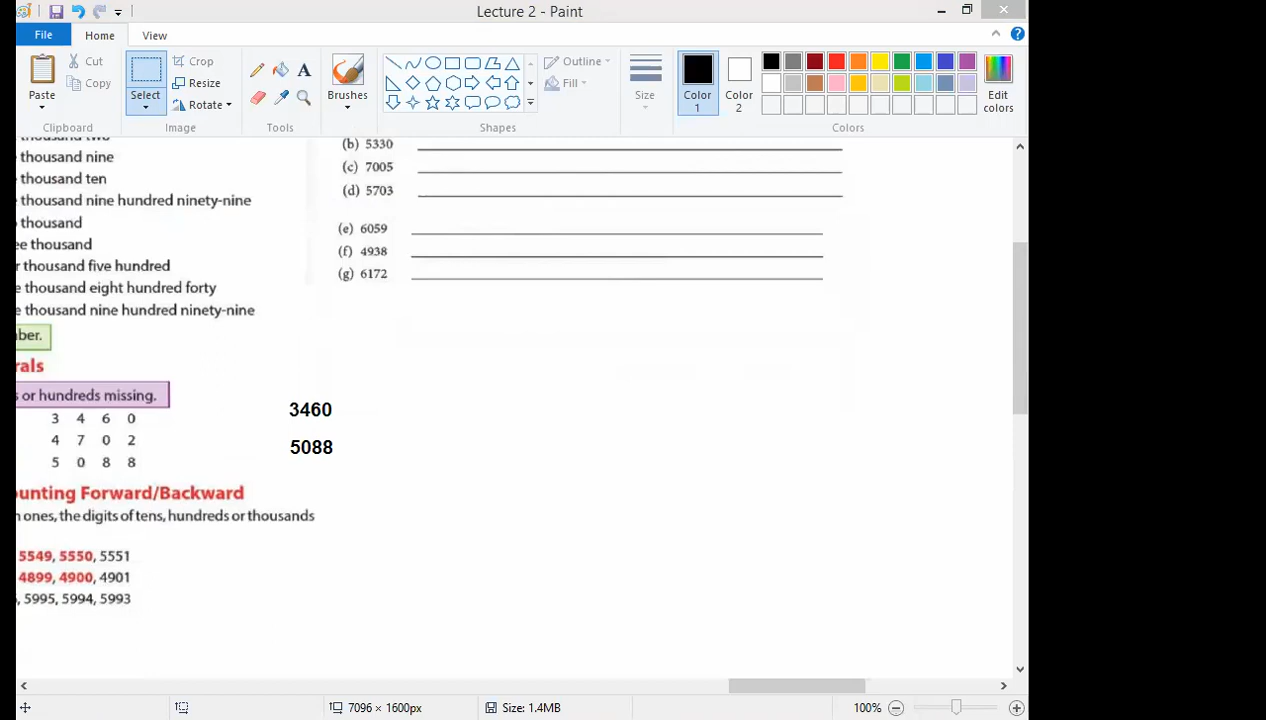 Lecture 2 - Paint
File Home View
Paste
Cut
Copy
Clipboard
Select
Crop
Resize
Rotate
Image
A
Tools
Brushes
Outline
Fill
Shapes
Size
Color 1
Color 2
Edit colors
Colors
thousand two
thousand nine
thousand ten
thousand nine hundred ninety-nine
thousand
ee thousand
r thousand five hundred
e thousand eight hundred forty
e thousand nine hundred ninety-nine
ber.
rals
s or hundreds missing.
3 4 6 0
4 7 0 2
5 0 8 8
ounting Forward/Backward
n ones, the digits of tens, hundreds or thousands
5549, 5550, 5551
4899, 4900, 4901
, 5995, 5994, 5993
(b) 5330
(c) 7005
(d) 5703
(e) 6059
(f) 4938
(g) 6172
3460
5088
7096 × 1600px
Size: 1.4MB
100%